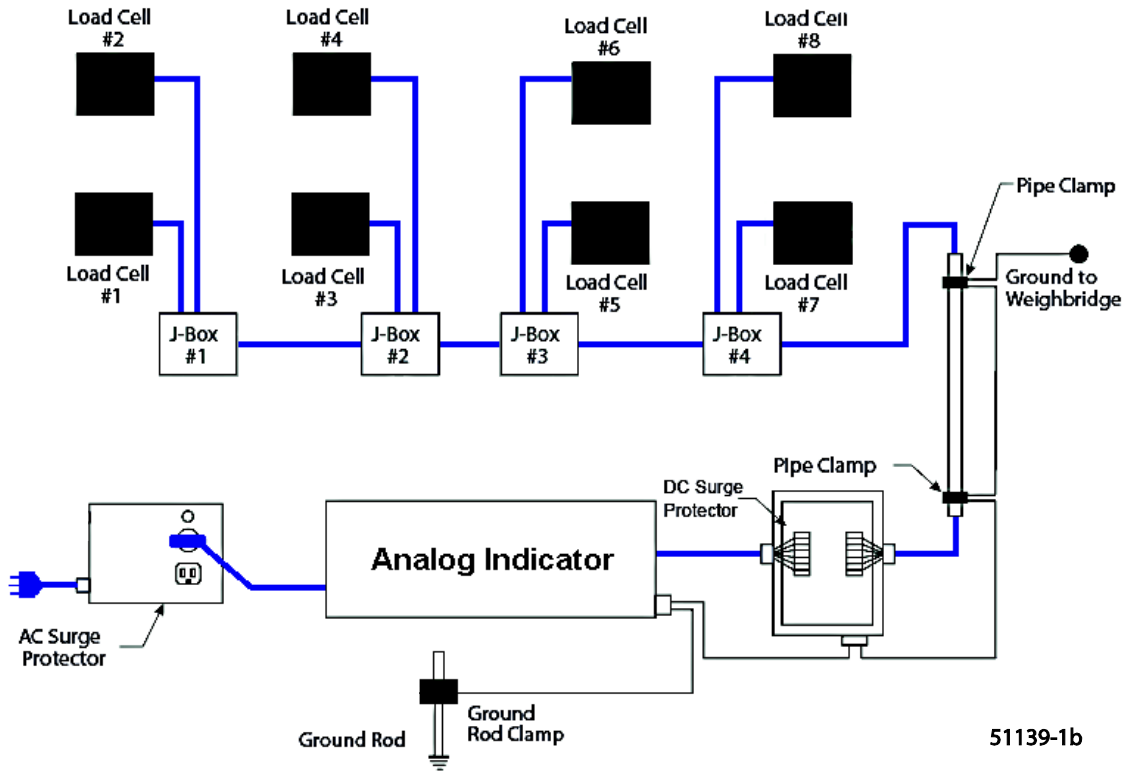 Load Cell
#2
Load Cell
#4
Load Cell
#6
Load Cell
#8
Load Cell
#1
Load Cell
#3
Load Cell
#5
Load Cell
#7
Pipe Clamp
Ground to
Weighbridge
J-Box
#1
J-Box
#2
J-Box
#3
J-Box
#4
Pipe Clamp
DC Surge
Protector
Analog Indicator
AC Surge
Protector
Ground
Rod Clamp
Ground Rod
51139-1b